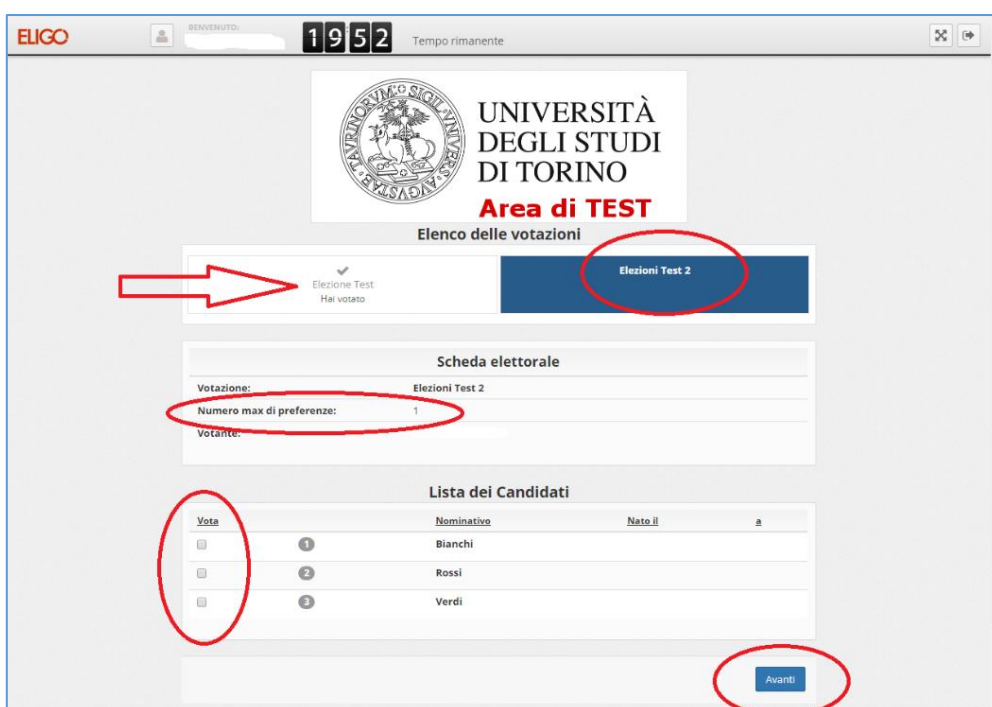 ELIGO
BENVENUTO:
19 52 Tempo rimanente
UNIVERSITÀ
DEGLI STUDI
DI TORINO
Area di TEST
Elenco delle votazioni
Elezione Test
Hai votato
Elezioni Test 2
Scheda elettorale
Votazione: Elezioni Test 2
Numero max di preferenze: 1
Votante:
Lista dei Candidati
Vota Nominativo Nato il a
1 Bianchi
2 Rossi
3 Verdi
Avanti